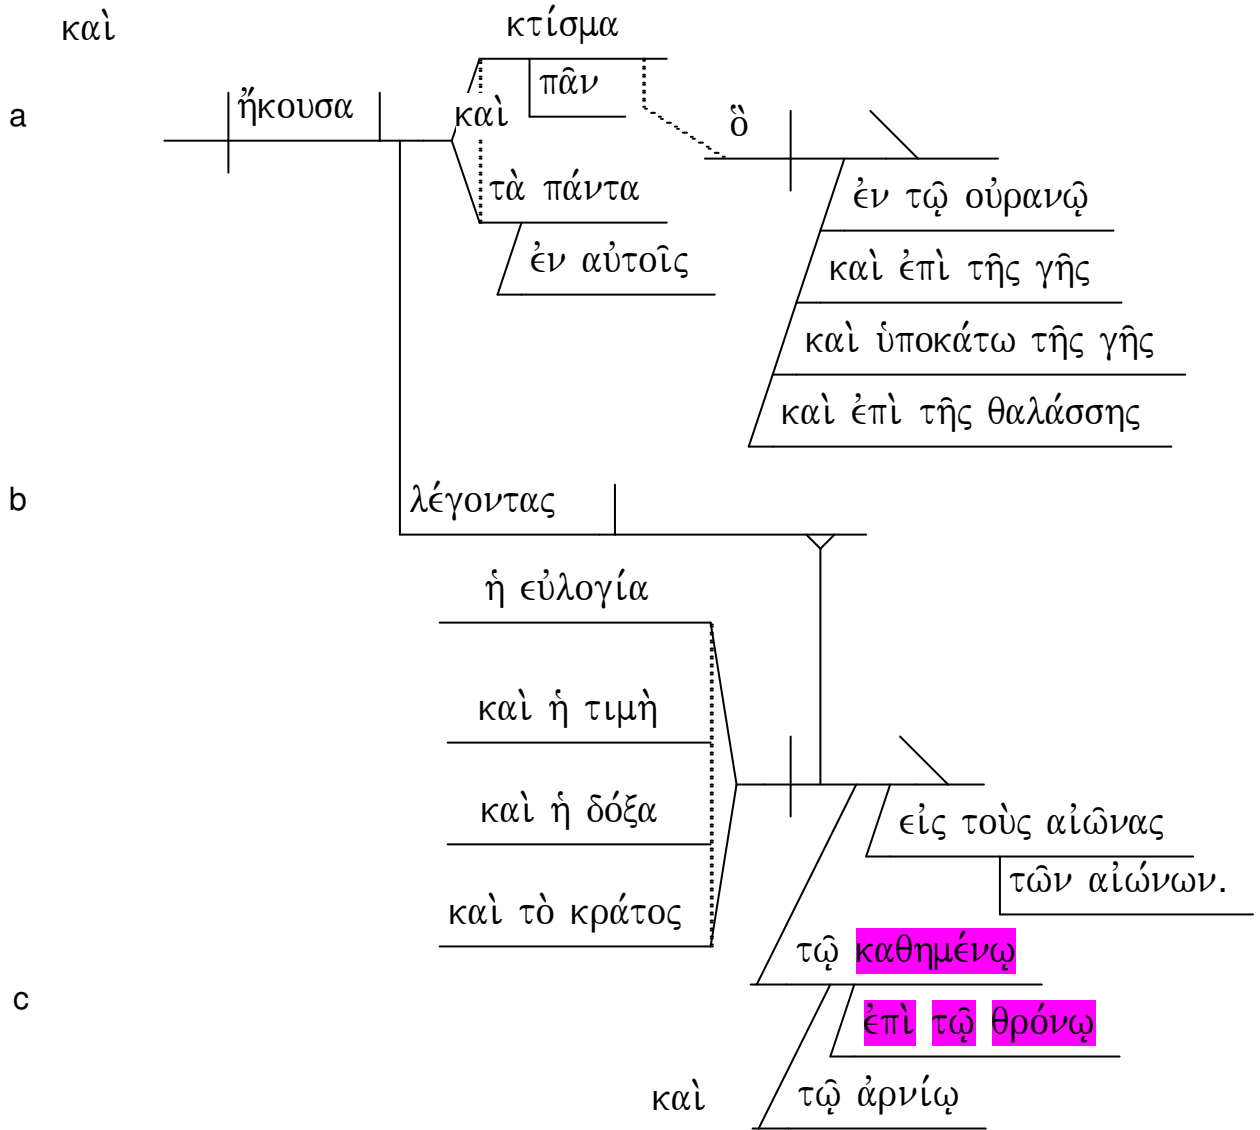 καὶ
κτίσμα
πᾶν
a
ἤκουσα
καὶ
ὃ
τὰ πάντα
ἐν τῷ οὐρανῷ
ἐν αὐτοῖς
καὶ ἐπὶ τῆς γῆς
καὶ ὑποκάτω τῆς γῆς
καὶ ἐπὶ τῆς θαλάσσης
b
λέγοντας
ἡ εὐλογία
καὶ ἡ τιμὴ
καὶ ἡ δόξα
εἰς τοὺς αἰῶνας
τῶν αἰώνων.
καὶ τὸ κράτος
τῷ καθημένῳ
c
ἐπὶ τῷ θρόνῳ
καὶ
τῷ ἀρνίῳ